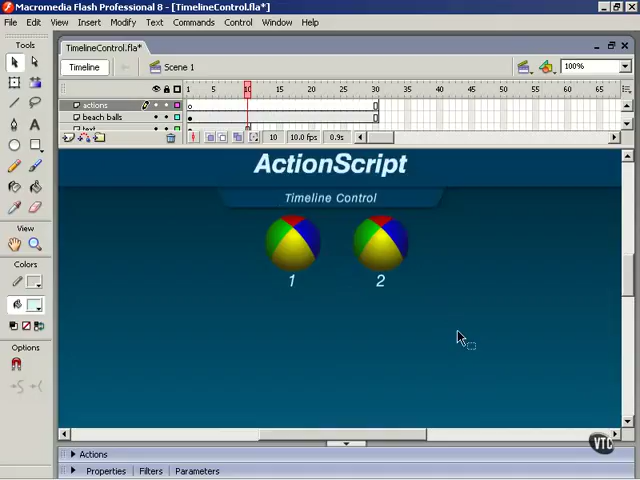 Macromedia Flash Professional 8 - [TimelineControl.fla*]
File Edit View Insert Modify Text Commands Control Window Help
Tools
TimelineControl.fla*
Timeline Scene 1 100%
1 5 10 15 20 25 30 35 40 45 50 55 60 65
actions
beach balls
text
10 10.0 fps 0.9s
ActionScript
Timeline Control
1 2
View
Colors
Options
VTC
Actions
Properties Filters Parameters